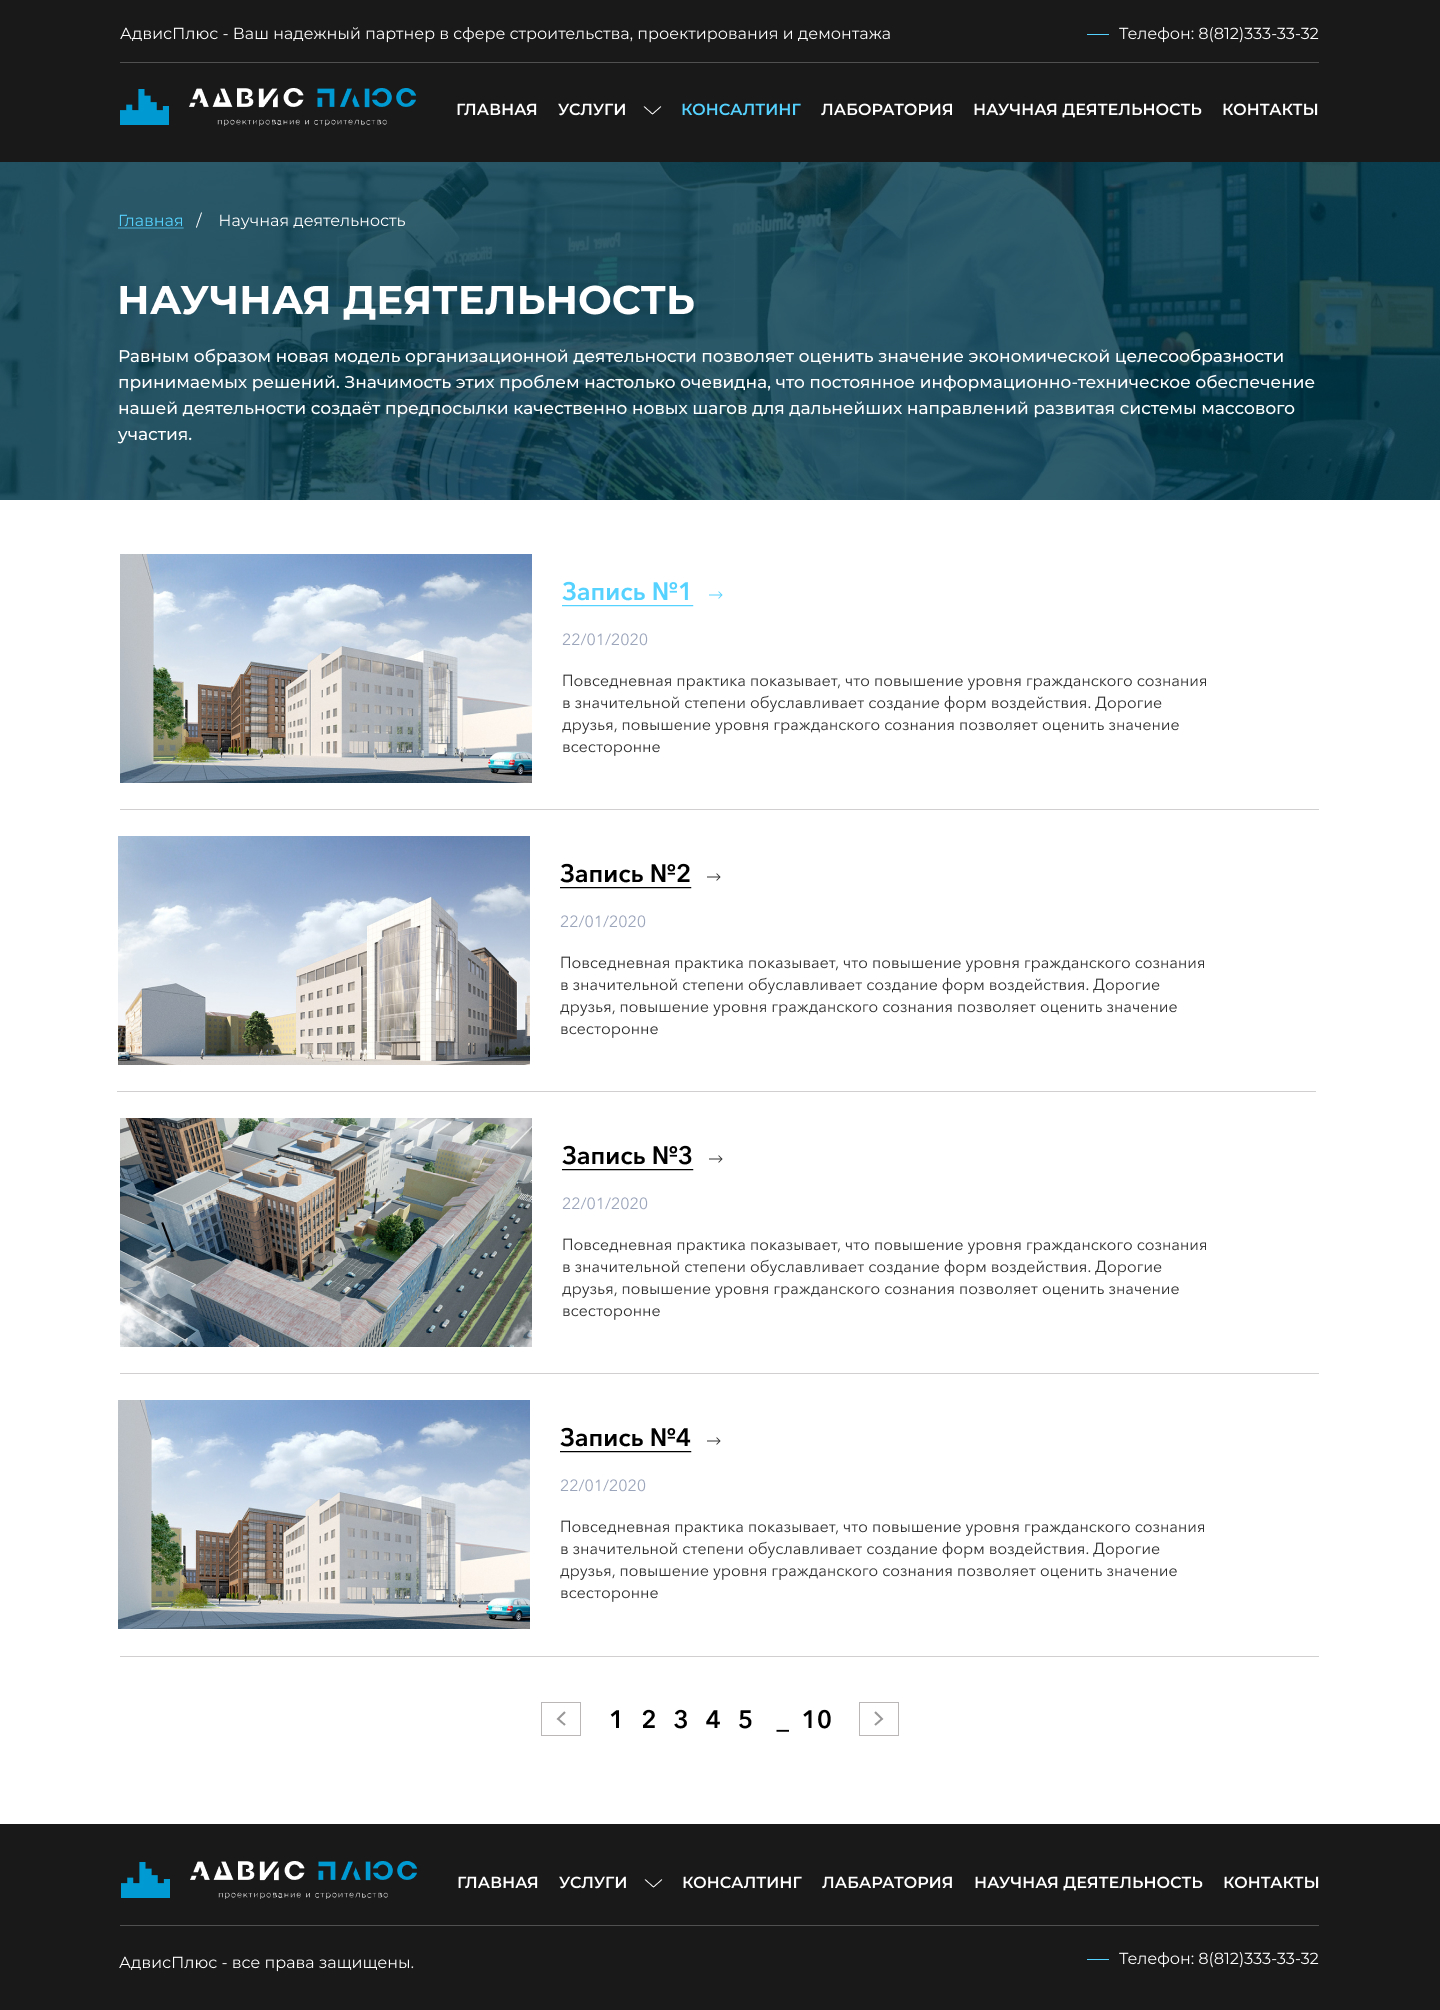 АдвисПлюс - Ваш надежный партнер в сфере строительства, проектирования и демонтажа
Телефон: 8(812)333-33-32
АДВИС ПЛЮС
проектирование и строительство
ГЛАВНАЯ УСЛУГИ КОНСАЛТИНГ ЛАБОРАТОРИЯ НАУЧНАЯ ДЕЯТЕЛЬНОСТЬ КОНТАКТЫ
Force Simulation
Power Level
Главная / Научная деятельность
НАУЧНАЯ ДЕЯТЕЛЬНОСТЬ
Равным образом новая модель организационной деятельности позволяет оценить значение экономической целесообразности
принимаемых решений. Значимость этих проблем настолько очевидна, что постоянное информационно-техническое обеспечение
нашей деятельности создаёт предпосылки качественно новых шагов для дальнейших направлений развитая системы массового
участия.
Запись №1 →
22/01/2020
Повседневная практика показывает, что повышение уровня гражданского сознания
в значительной степени обуславливает создание форм воздействия. Дорогие
друзья, повышение уровня гражданского сознания позволяет оценить значение
всесторонне
Запись №2 →
22/01/2020
Повседневная практика показывает, что повышение уровня гражданского сознания
в значительной степени обуславливает создание форм воздействия. Дорогие
друзья, повышение уровня гражданского сознания позволяет оценить значение
всесторонне
Запись №3 →
22/01/2020
Повседневная практика показывает, что повышение уровня гражданского сознания
в значительной степени обуславливает создание форм воздействия. Дорогие
друзья, повышение уровня гражданского сознания позволяет оценить значение
всесторонне
Запись №4 →
22/01/2020
Повседневная практика показывает, что повышение уровня гражданского сознания
в значительной степени обуславливает создание форм воздействия. Дорогие
друзья, повышение уровня гражданского сознания позволяет оценить значение
всесторонне
1 2 3 4 5 _ 10
АДВИС ПЛЮС
проектирование и строительство
ГЛАВНАЯ УСЛУГИ КОНСАЛТИНГ ЛАБАРАТОРИЯ НАУЧНАЯ ДЕЯТЕЛЬНОСТЬ КОНТАКТЫ
АдвисПлюс - все права защищены.
Телефон: 8(812)333-33-32